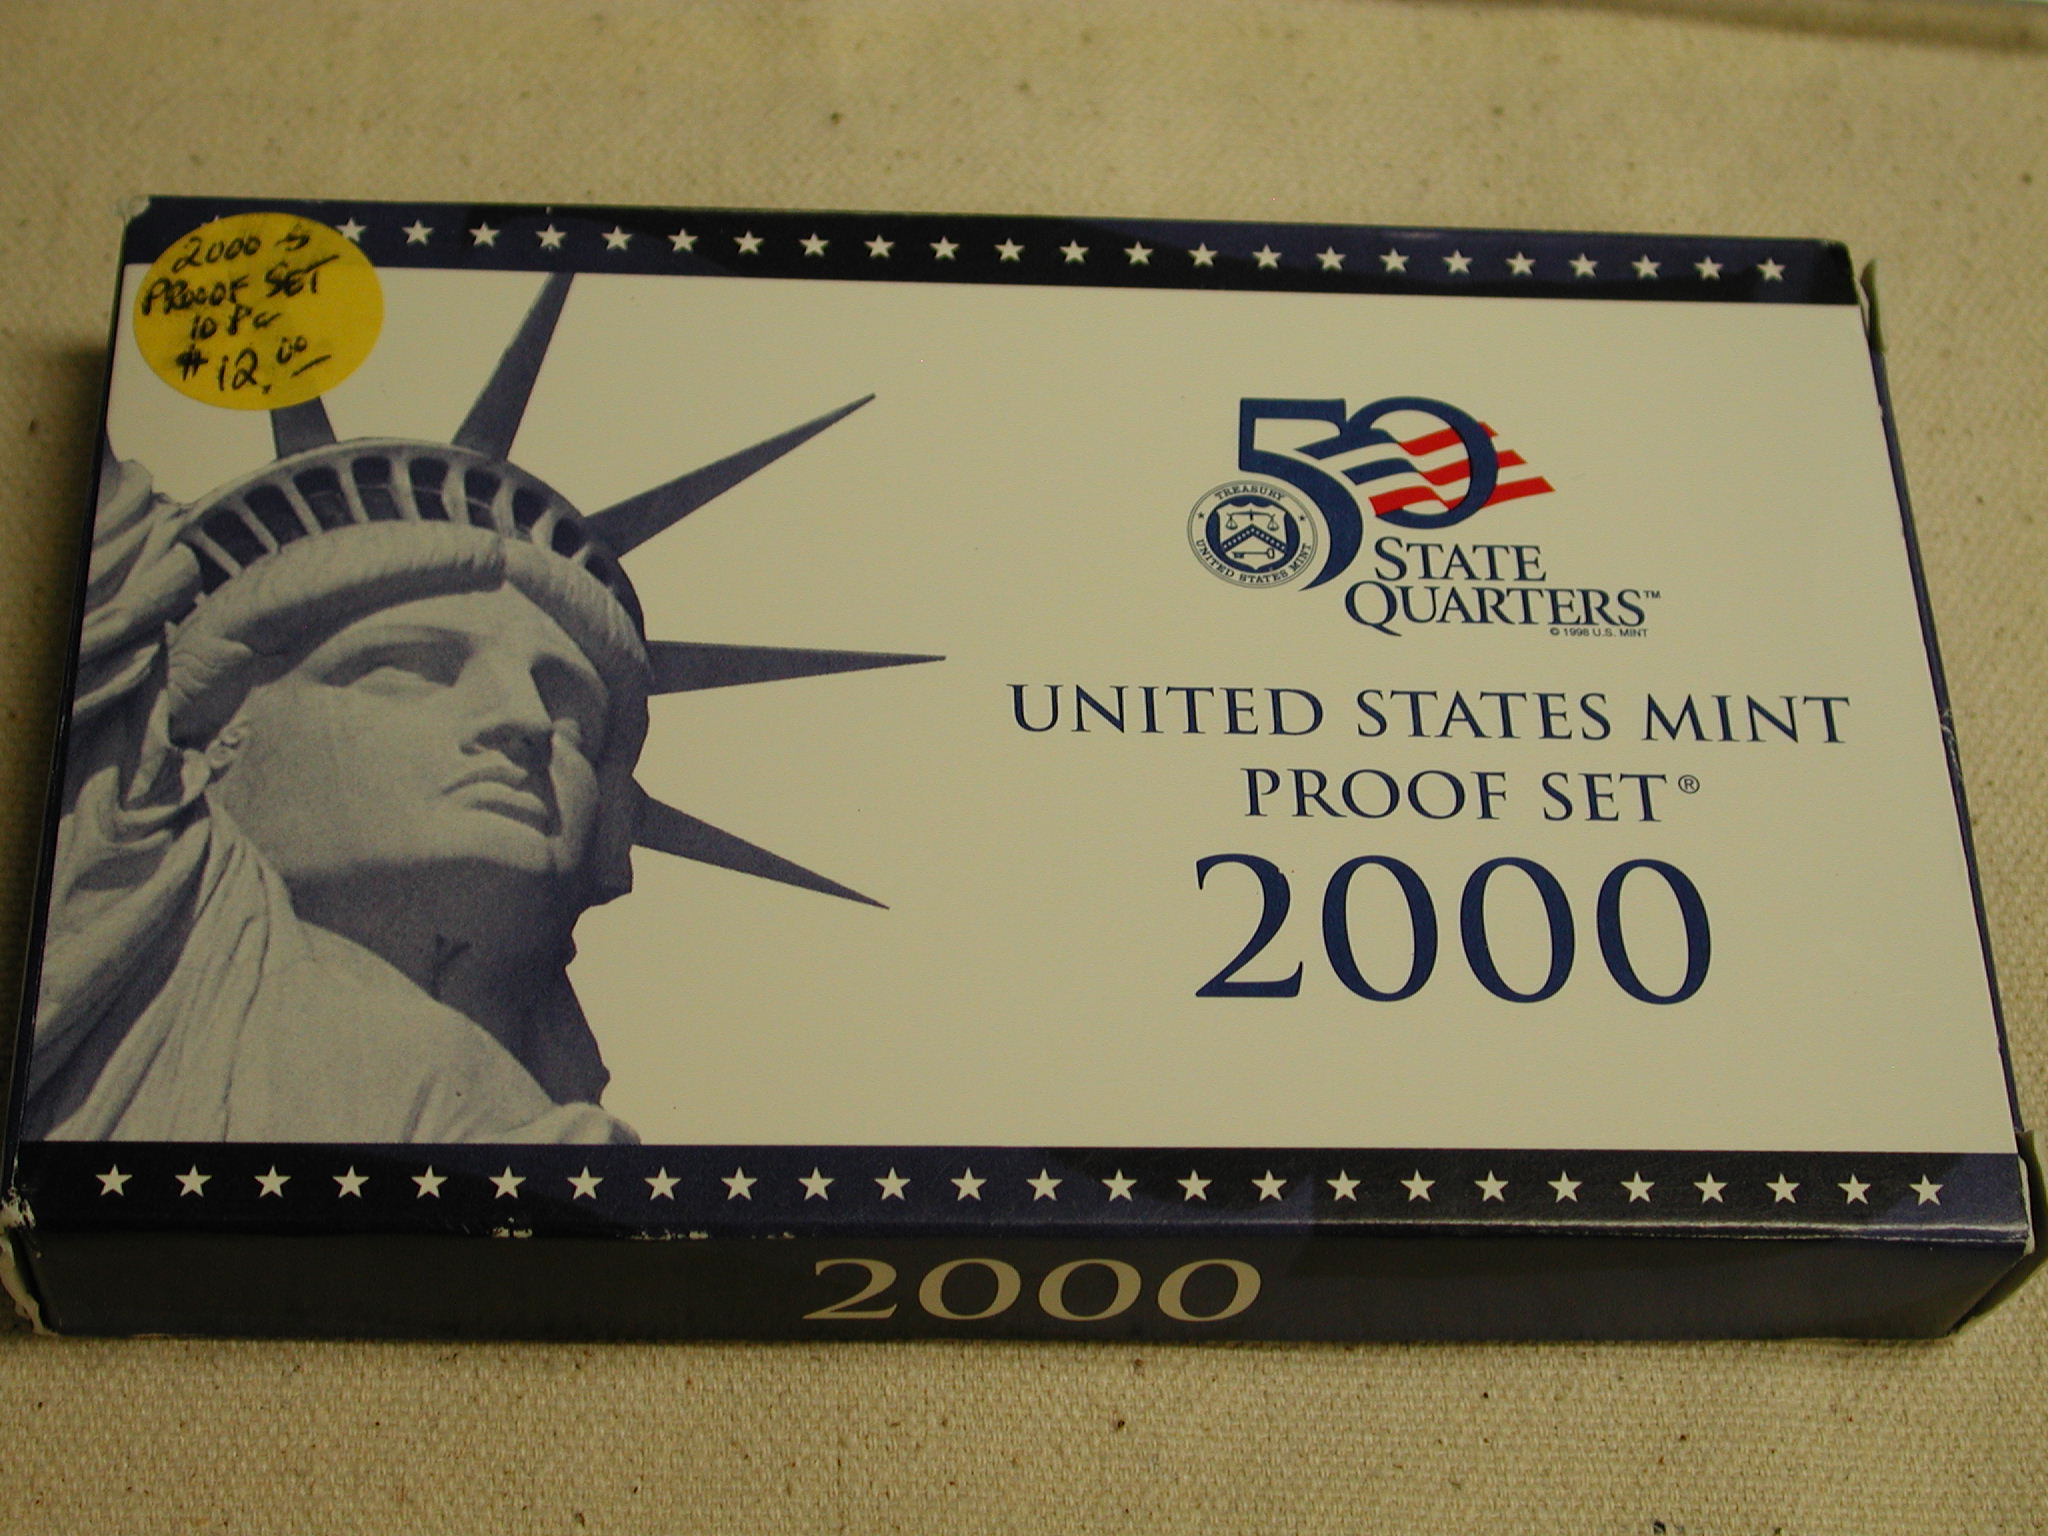 2000 S
PROOF SET
10 Pc
$12.00
50
TREASURY
UNITED STATES MINT
STATE
QUARTERS™
© 1998 U.S. MINT
UNITED STATES MINT
PROOF SET®
2000
2000